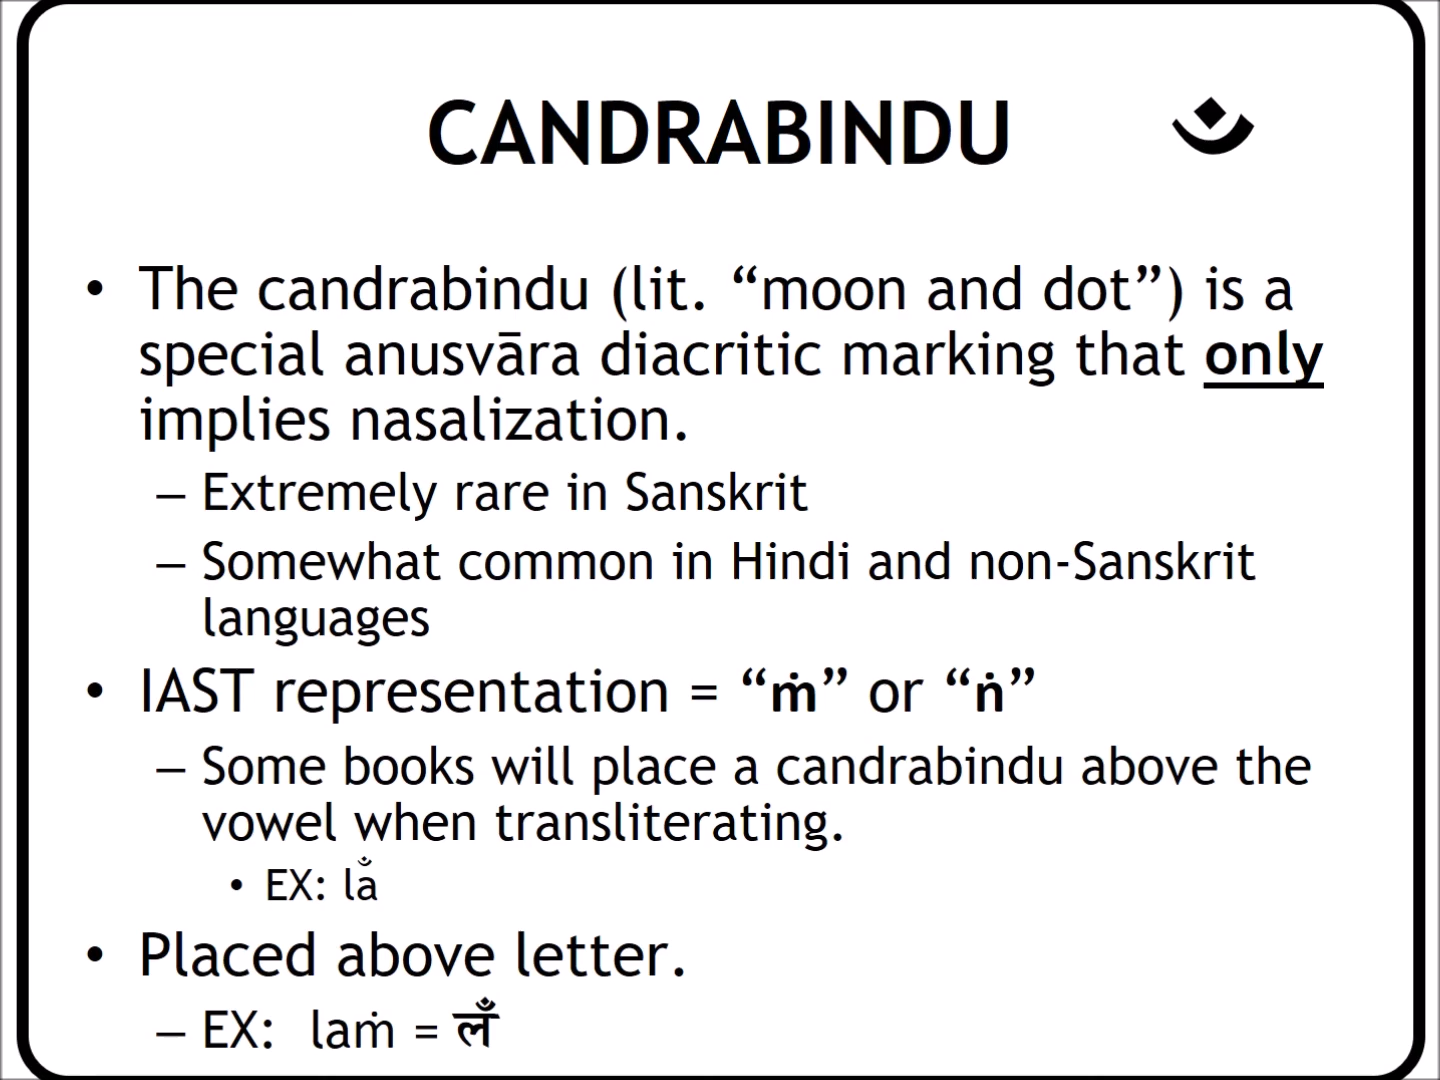 CANDRABINDU ँ
• The candrabindu (lit. “moon and dot”) is a
special anusvāra diacritic marking that only
implies nasalization.
– Extremely rare in Sanskrit
– Somewhat common in Hindi and non-Sanskrit
languages
• IAST representation = “ṁ” or “ṅ”
– Some books will place a candrabindu above the
vowel when transliterating.
• EX: la̐
• Placed above letter.
– EX: laṁ = लँ